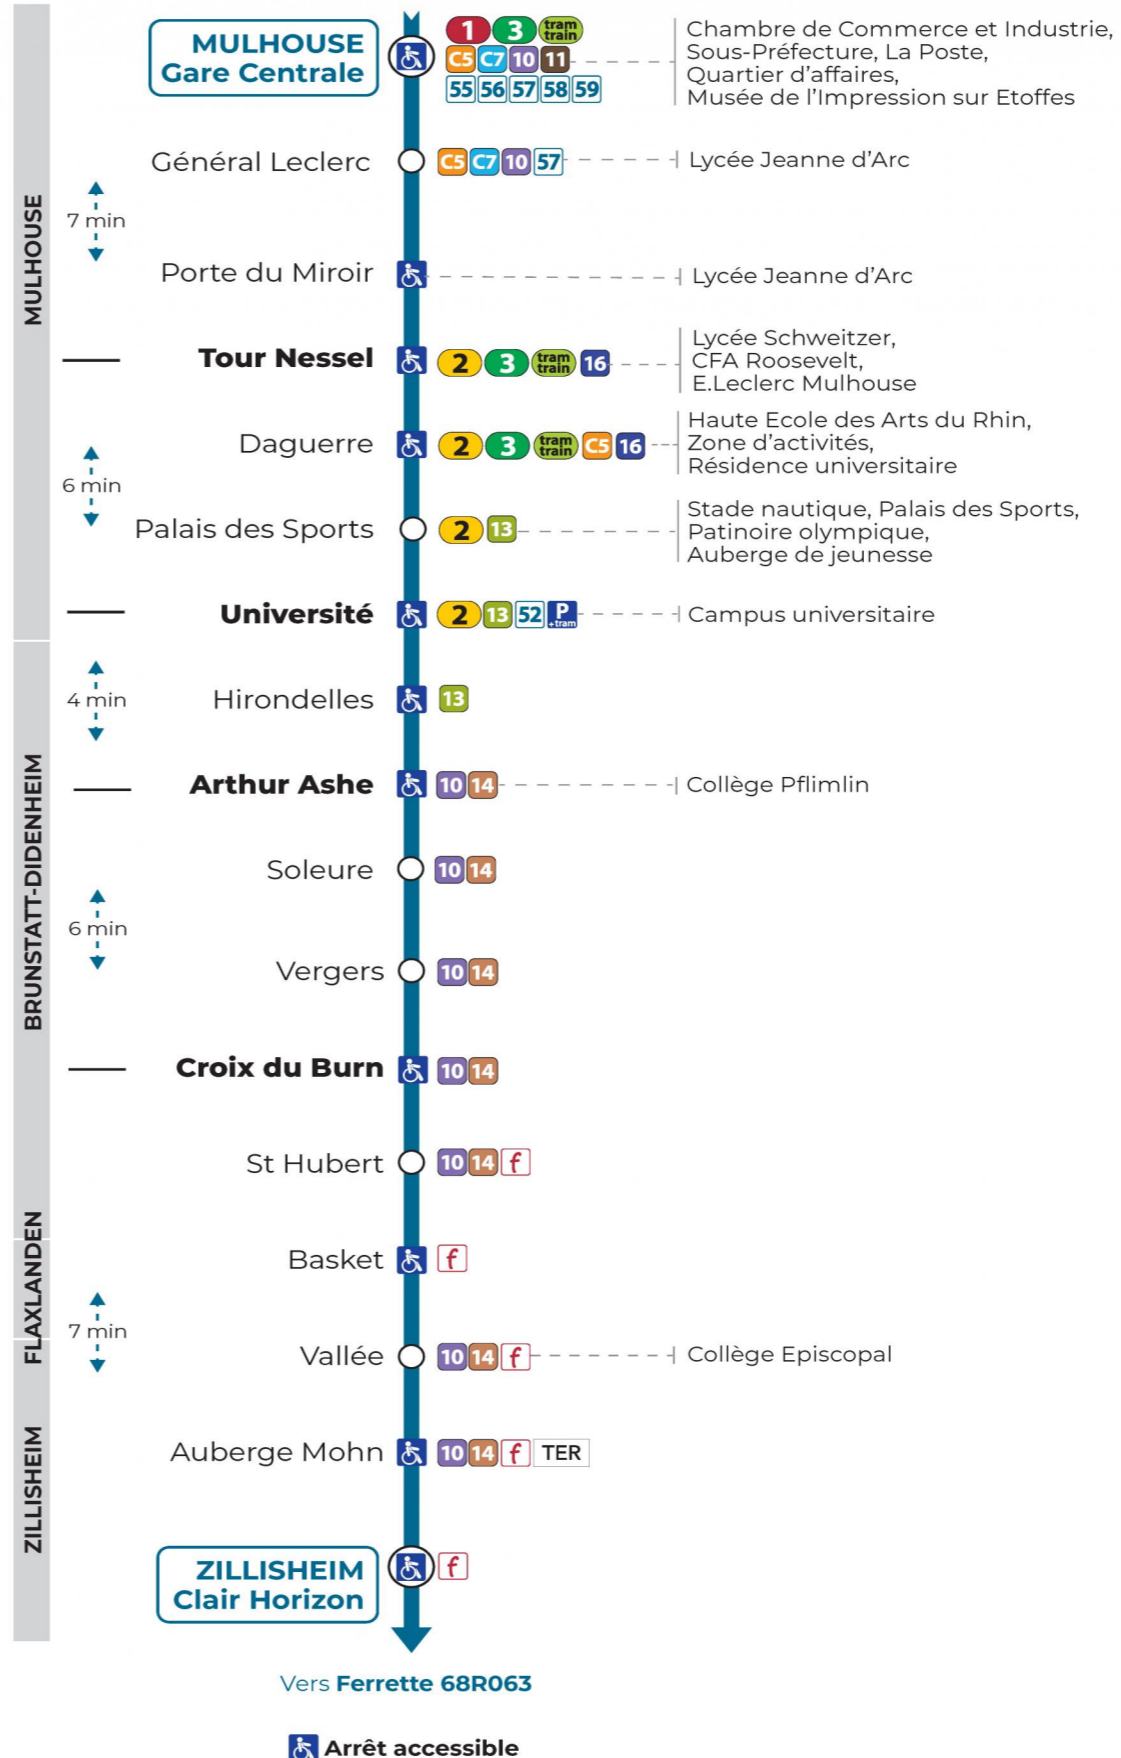 MULHOUSE
Gare Centrale
1 3 tram train
C5 C7 10 11
55 56 57 58 59
Chambre de Commerce et Industrie,
Sous-Préfecture, La Poste,
Quartier d'affaires,
Musée de l'Impression sur Etoffes
Général Leclerc
C5 C7 10 57
Lycée Jeanne d'Arc
7 min
MULHOUSE
Porte du Miroir
Lycée Jeanne d'Arc
Tour Nessel
2 3 tram train 16
Lycée Schweitzer,
CFA Roosevelt,
E.Leclerc Mulhouse
Daguerre
2 3 tram train C5 16
Haute Ecole des Arts du Rhin,
Zone d'activités,
Résidence universitaire
6 min
Palais des Sports
2 13
Stade nautique, Palais des Sports,
Patinoire olympique,
Auberge de jeunesse
Université
2 13 52 P +tram
Campus universitaire
4 min
Hirondelles
13
Arthur Ashe
10 14
Collège Pflimlin
BRUNSTATT-DIDENHEIM
Soleure
10 14
6 min
Vergers
10 14
Croix du Burn
10 14
St Hubert
10 14 f
FLAXLANDEN
Basket
f
7 min
Vallée
10 14 f
Collège Episcopal
Auberge Mohn
10 14 f TER
ZILLISHEIM
ZILLISHEIM
Clair Horizon
f
Vers Ferrette 68R063
Arrêt accessible